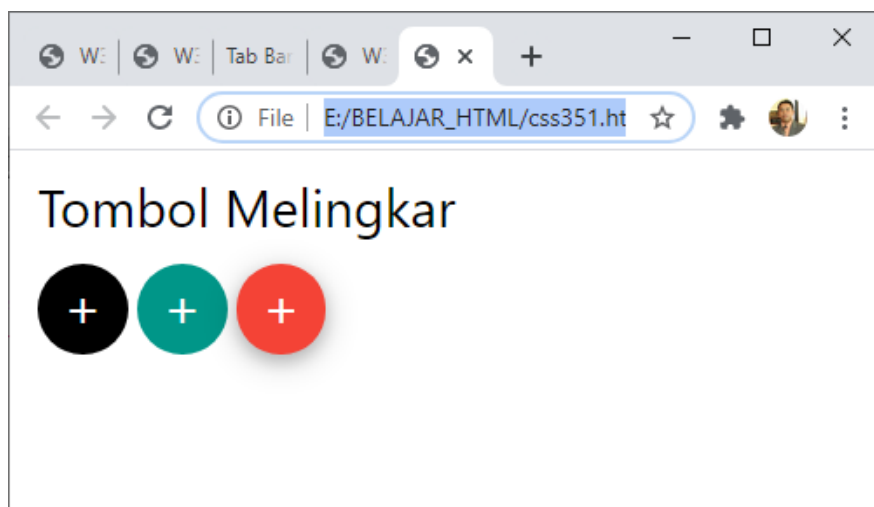 W: W: Tab Bar W:
File E:/BELAJAR_HTML/css351.ht
Tombol Melingkar
+ + +